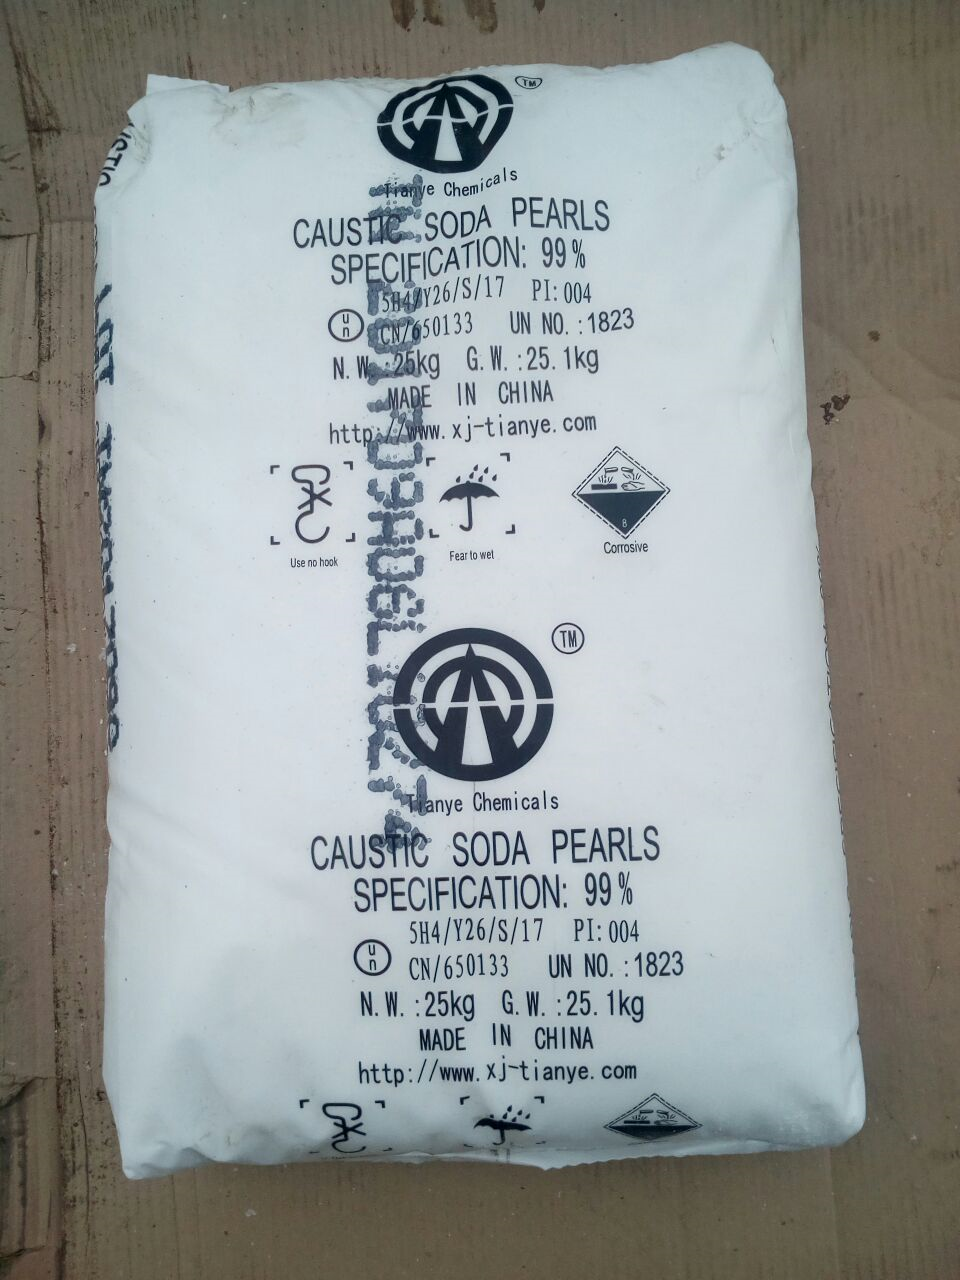 TM
Tianye Chemicals
CAUSTIC SODA PEARLS
SPECIFICATION: 99%
5H4/Y26/S/17 PI:004
un CN/650133 UN NO.:1823
N.W.:25kg G.W.:25.1kg
MADE IN CHINA
http://www.xj-tianye.com
8
Use no hook
Fear to wet
Corrosive
TM
Tianye Chemicals
CAUSTIC SODA PEARLS
SPECIFICATION: 99%
5H4/Y26/S/17 PI:004
un CN/650133 UN NO.:1823
N.W.:25kg G.W.:25.1kg
MADE IN CHINA
http://www.xj-tianye.com